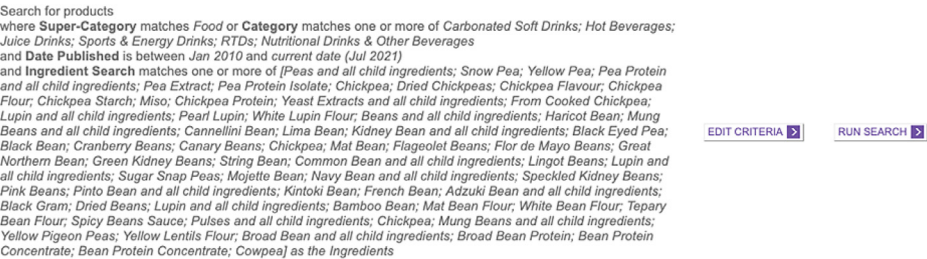 Search for products
where Super-Category matches Food or Category matches one or more of Carbonated Soft Drinks; Hot Beverages;
Juice Drinks; Sports & Energy Drinks; RTDs; Nutritional Drinks & Other Beverages
and Date Published is between Jan 2010 and current date (Jul 2021)
and Ingredient Search matches one or more of [Peas and all child ingredients; Snow Pea; Yellow Pea; Pea Protein
and all child ingredients; Pea Extract; Pea Protein Isolate; Chickpea; Dried Chickpeas; Chickpea Flavour; Chickpea
Flour; Chickpea Starch; Miso; Chickpea Protein; Yeast Extracts and all child ingredients; From Cooked Chickpea;
Lupin and all child ingredients; Pearl Lupin; White Lupin Flour; Beans and all child ingredients; Haricot Bean; Mung
Beans and all child ingredients; Cannellini Bean; Lima Bean; Kidney Bean and all child ingredients; Black Eyed Pea;
Black Bean; Cranberry Beans; Canary Beans; Chickpea; Mat Bean; Flageolet Beans; Flor de Mayo Beans; Great
Northern Bean; Green Kidney Beans; String Bean; Common Bean and all child ingredients; Lingot Beans; Lupin and
all child ingredients; Sugar Snap Peas; Mojette Bean; Navy Bean and all child ingredients; Speckled Kidney Beans;
Pink Beans; Pinto Bean and all child ingredients; Kintoki Bean; French Bean; Adzuki Bean and all child ingredients;
Black Gram; Dried Beans; Lupin and all child ingredients; Bamboo Bean; Mat Bean Flour; White Bean Flour; Tepary
Bean Flour; Spicy Beans Sauce; Pulses and all child ingredients; Chickpea; Mung Beans and all child ingredients;
Yellow Pigeon Peas; Yellow Lentils Flour; Broad Bean and all child ingredients; Broad Bean Protein; Bean Protein
Concentrate; Bean Protein Concentrate; Cowpea] as the Ingredients
EDIT CRITERIA
RUN SEARCH